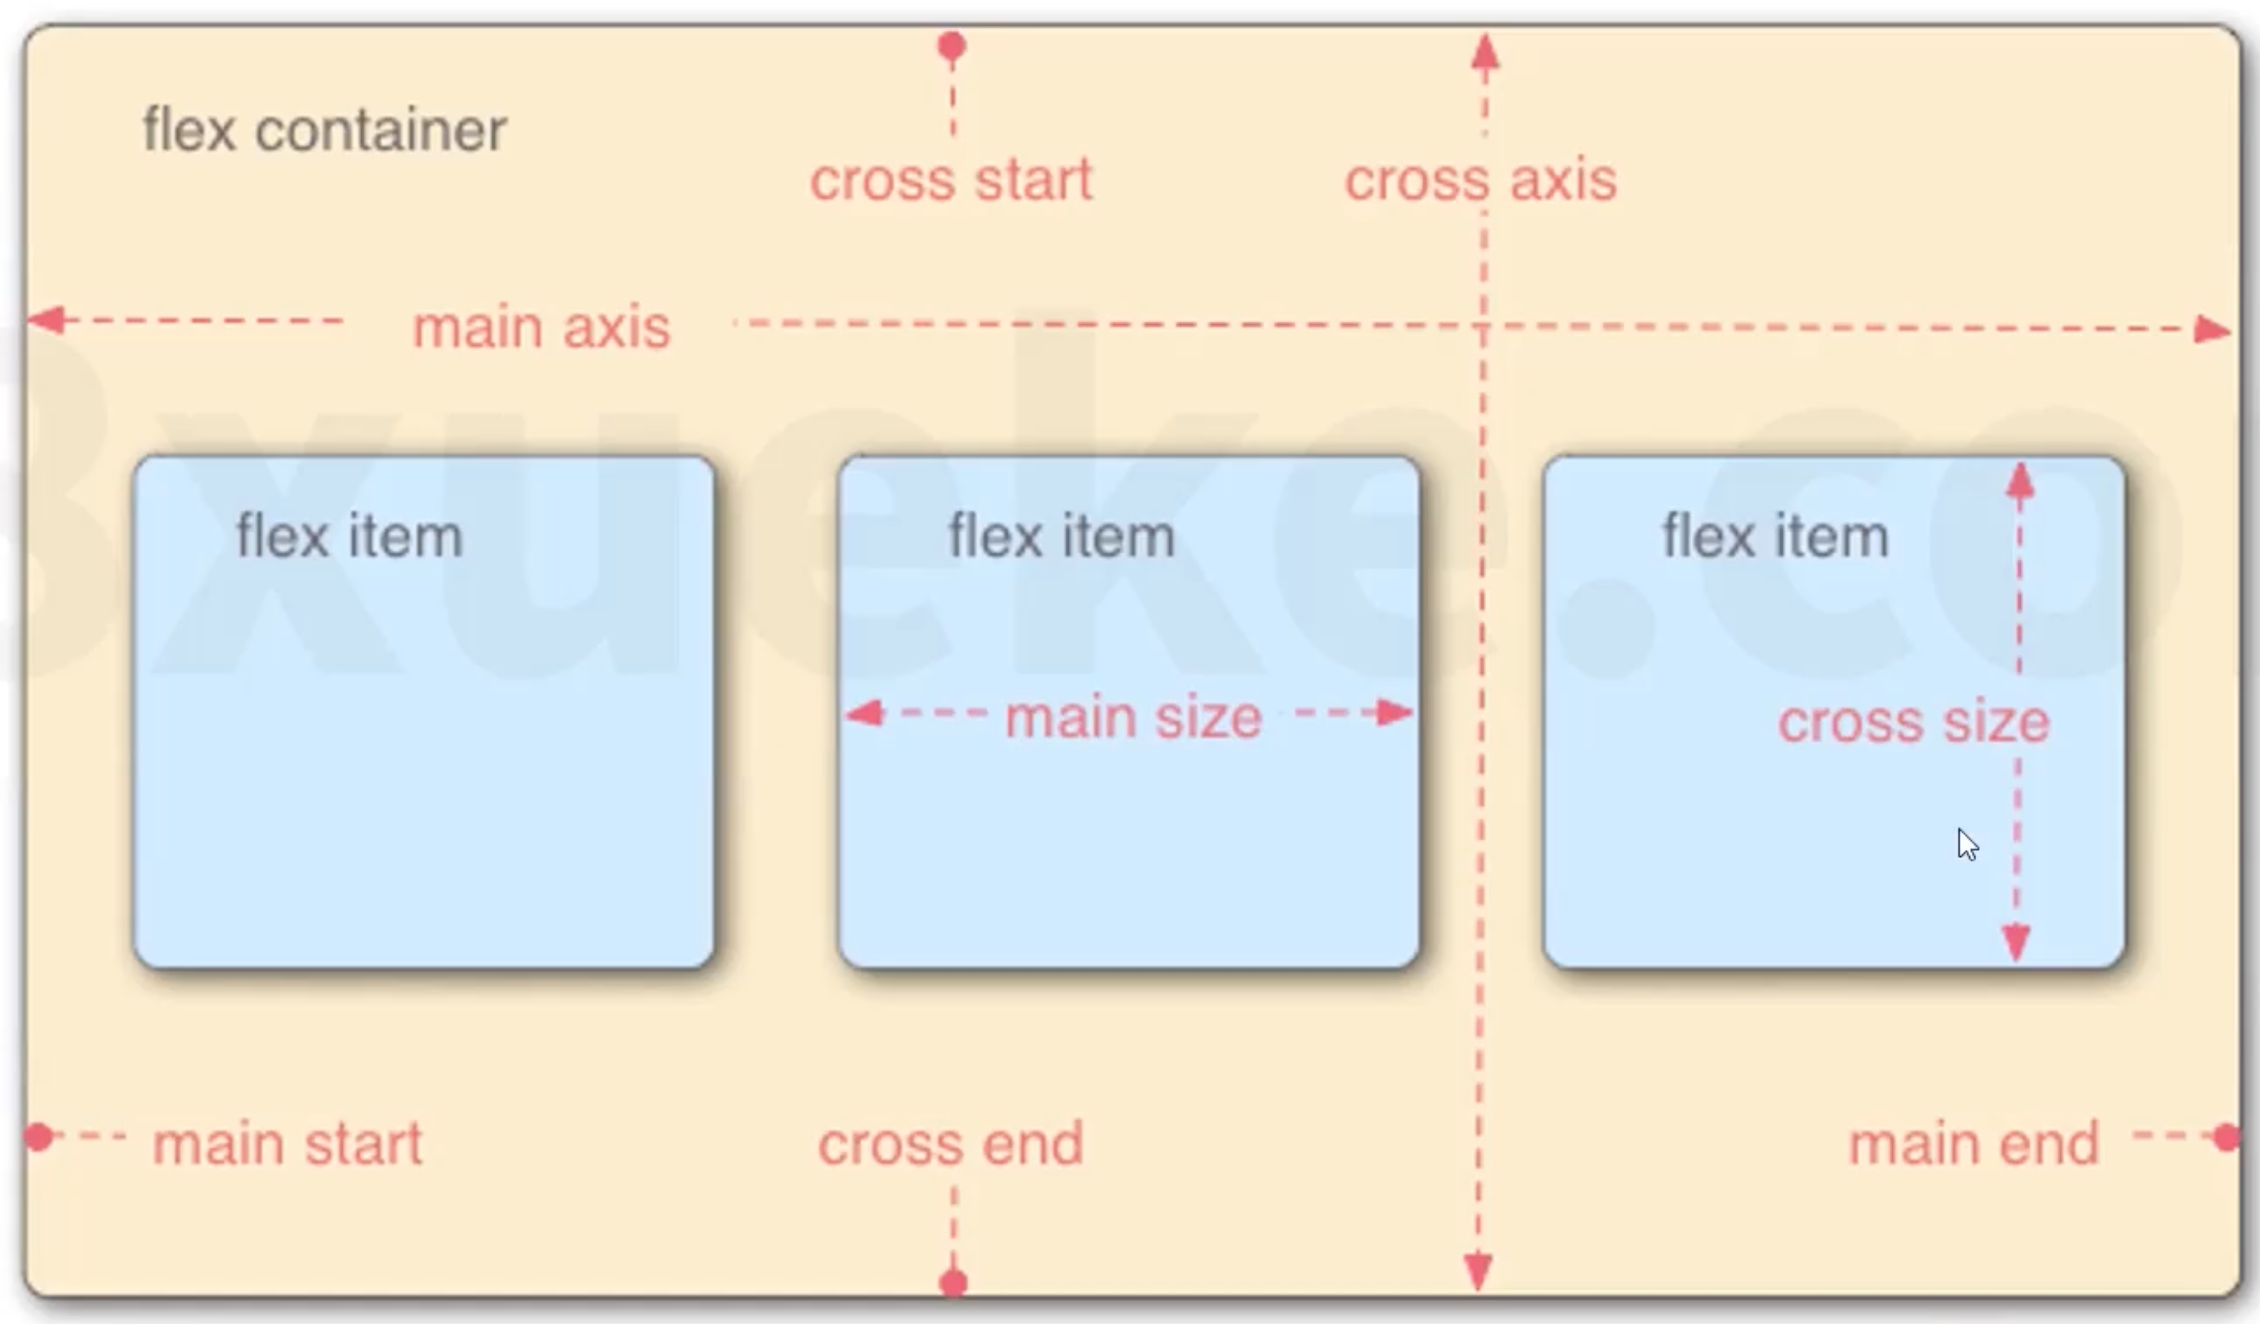 flex container
cross start
cross axis
main axis
flex item
flex item
flex item
main size
cross size
main start
cross end
main end
3xueke.co